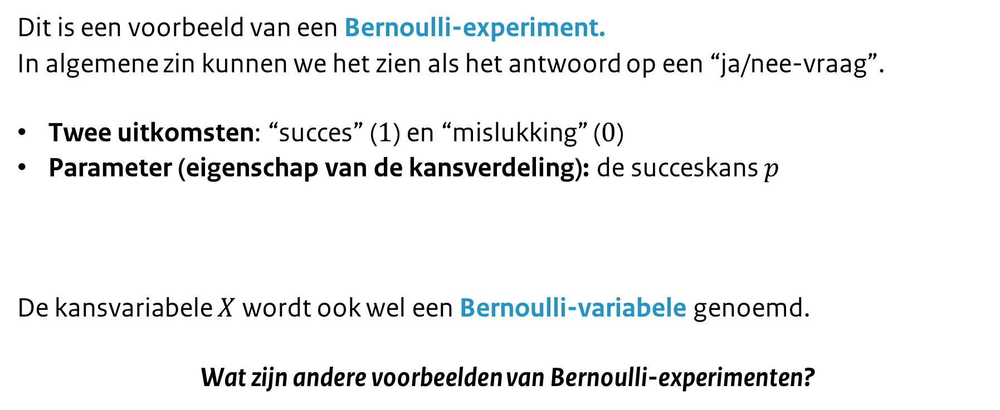 Dit is een voorbeeld van een Bernoulli-experiment.
In algemene zin kunnen we het zien als het antwoord op een “ja/nee-vraag”.
• Twee uitkomsten: “succes” (1) en “mislukking” (0)
• Parameter (eigenschap van de kansverdeling): de succeskans p
De kansvariabele X wordt ook wel een Bernoulli-variabele genoemd.
Wat zijn andere voorbeelden van Bernoulli-experimenten?